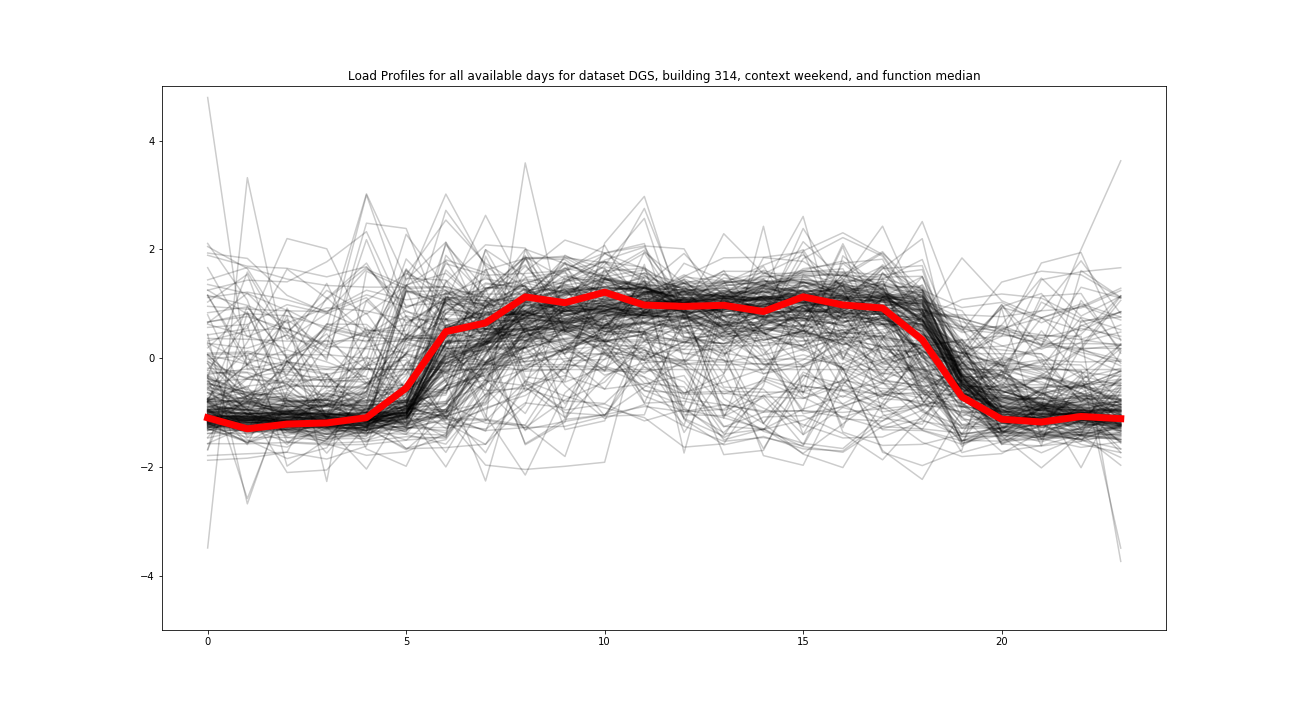 Load Profiles for all available days for dataset DGS, building 314, context weekend, and function median
4
2
0
−2
−4
0 5 10 15 20